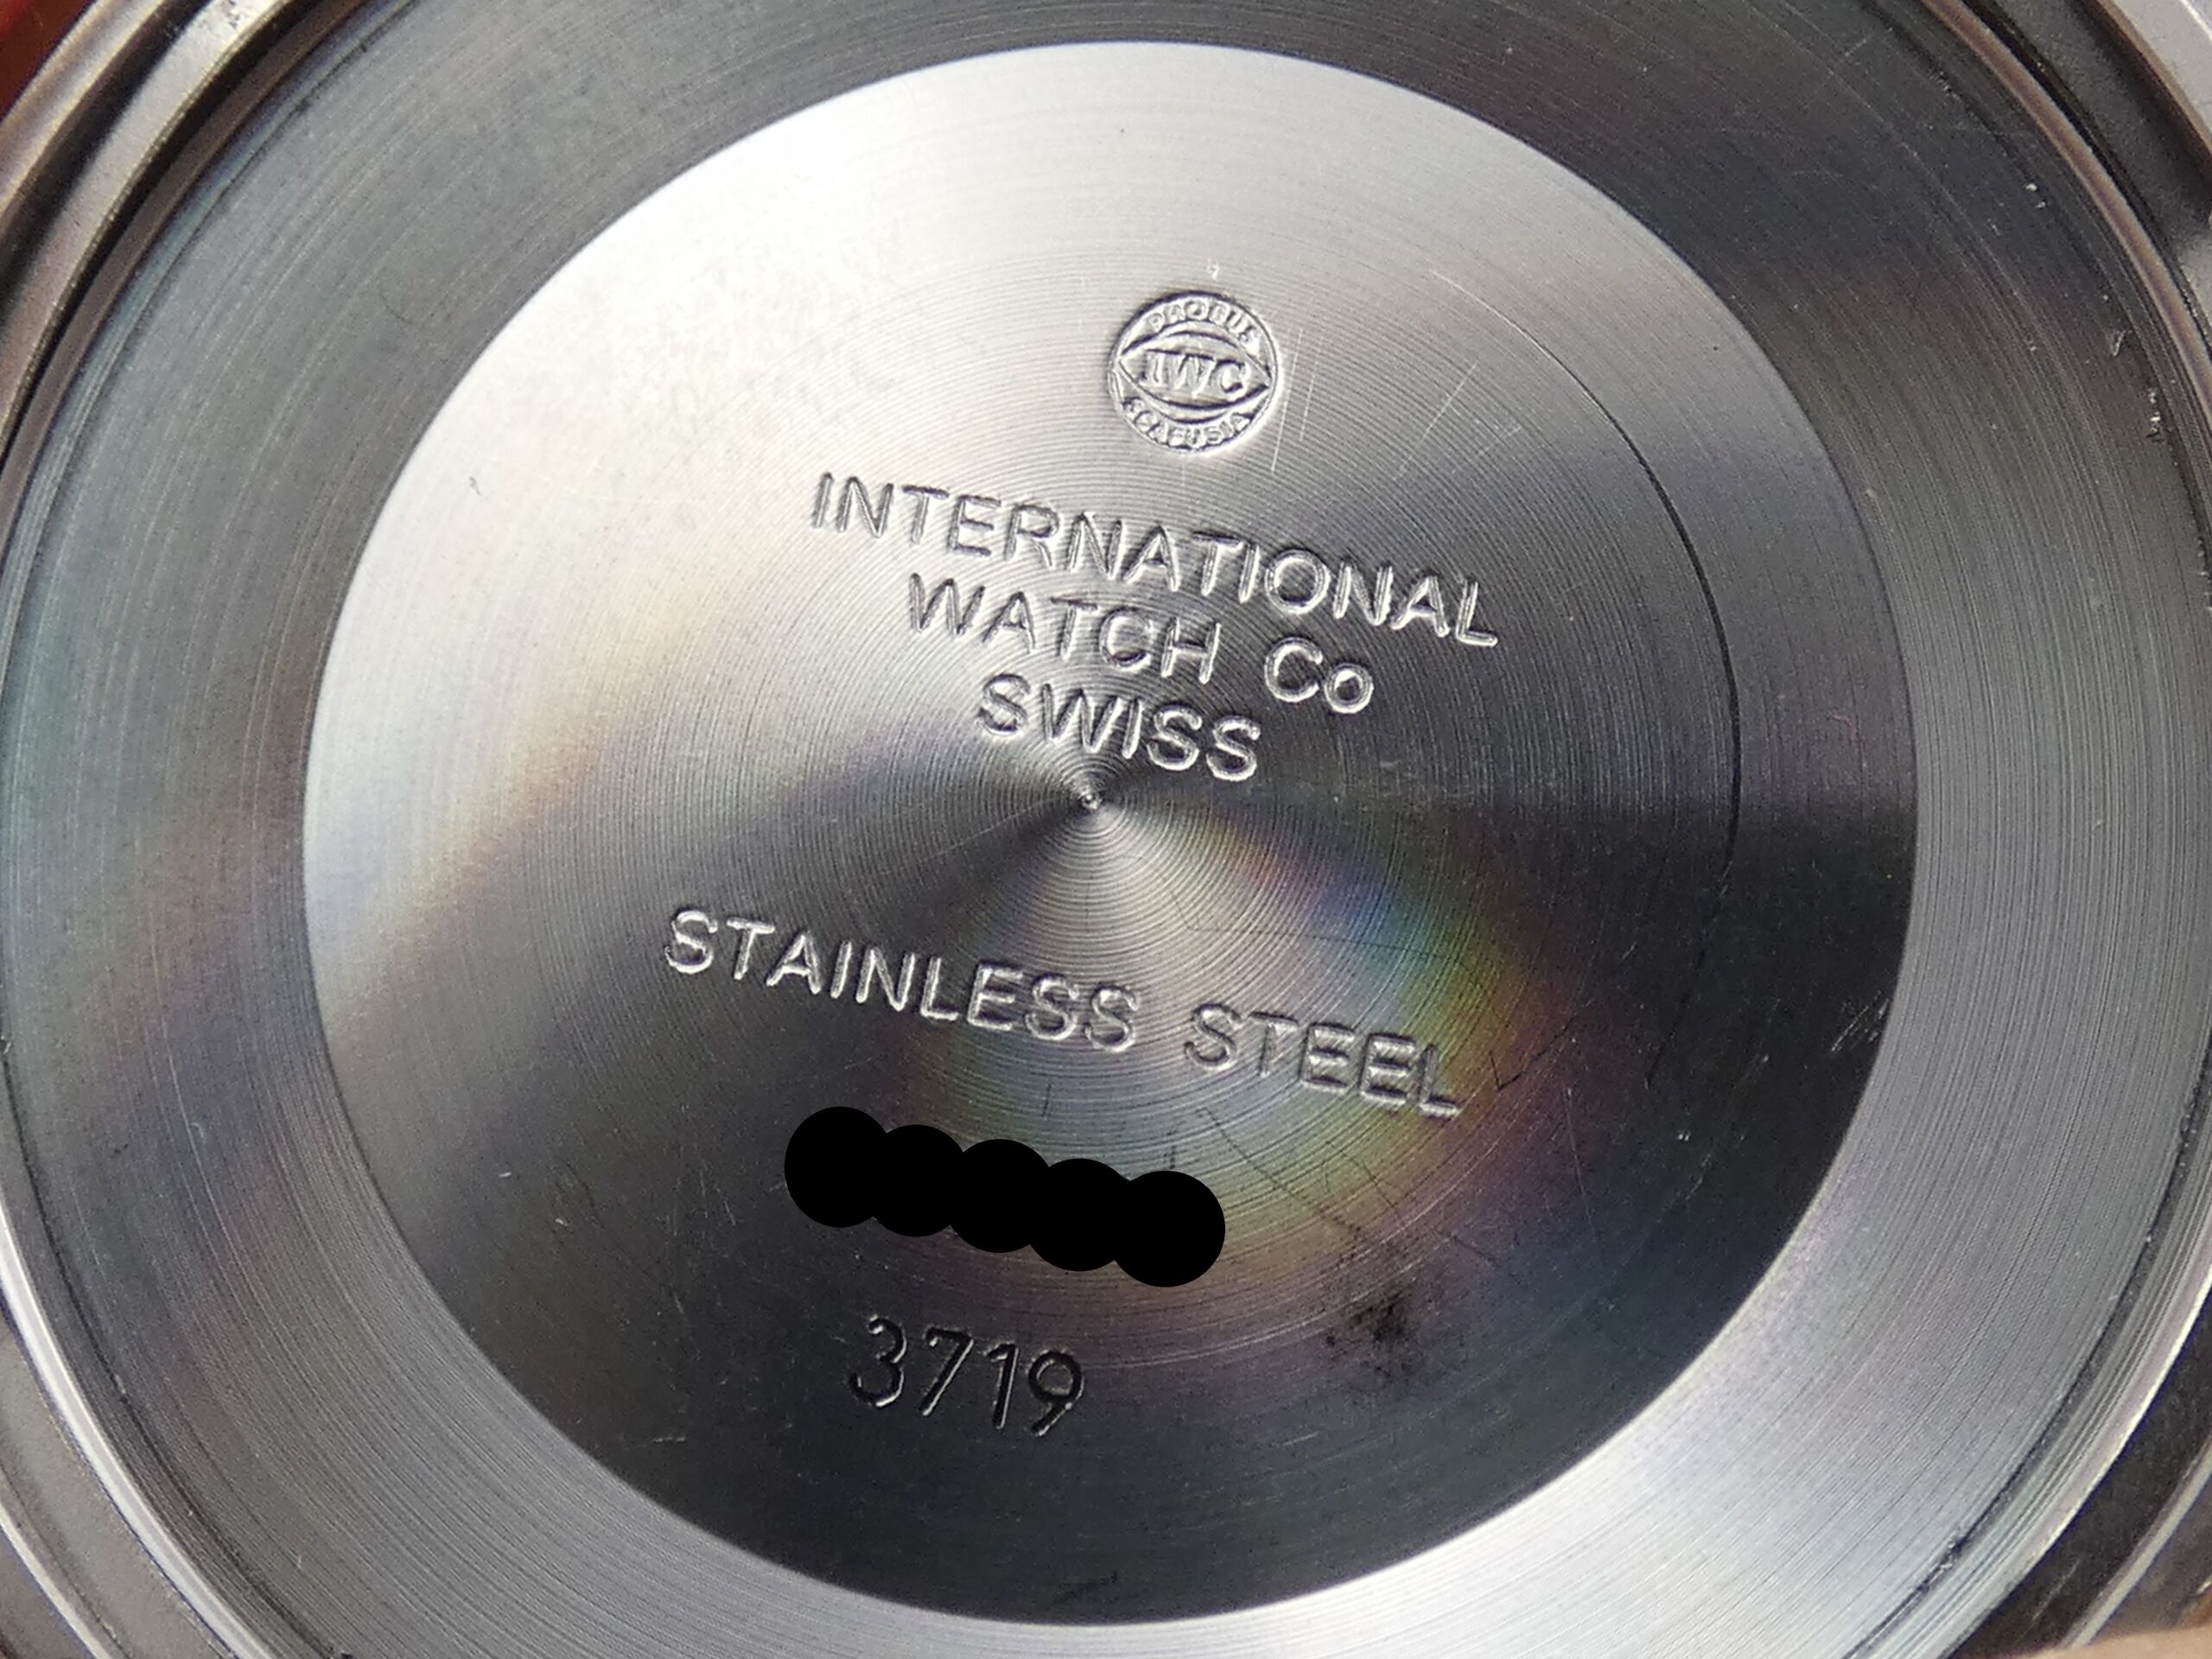 PROBUS
IWC
SCAFUSIA
INTERNATIONAL
WATCH Co
SWISS
STAINLESS STEEL
3719